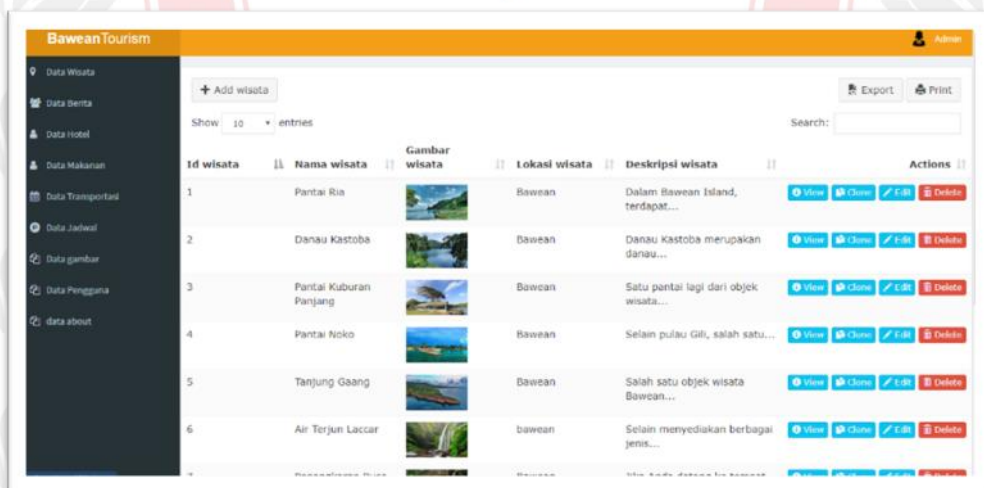 BaweanTourism
Admin
Data Wisata
Data Berita
Data Hotel
Data Makanan
Data Transportasi
Data Jadwal
Data gambar
Data Pengguna
data about
Add wisata
Export Print
Show 10 entries
Search:
Id wisata Nama wisata Gambar wisata Lokasi wisata Deskripsi wisata Actions
1 Pantai Ria Bawean Dalam Bawean Island, View Clone Edit Delete
terdapat...
2 Danau Kastoba Bawean Danau Kastoba merupakan View Clone Edit Delete
danau...
3 Pantai Kuburan Bawean Satu pantai lagi dari objek View Clone Edit Delete
Panjang wisata...
4 Pantai Noko Bawean Selain pulau Gili, salah satu... View Clone Edit Delete
5 Tanjung Gaang Bawean Salah satu objek wisata View Clone Edit Delete
Bawean...
6 Air Terjun Laccar bawean Selain menyediakan berbagai View Clone Edit Delete
jenis...